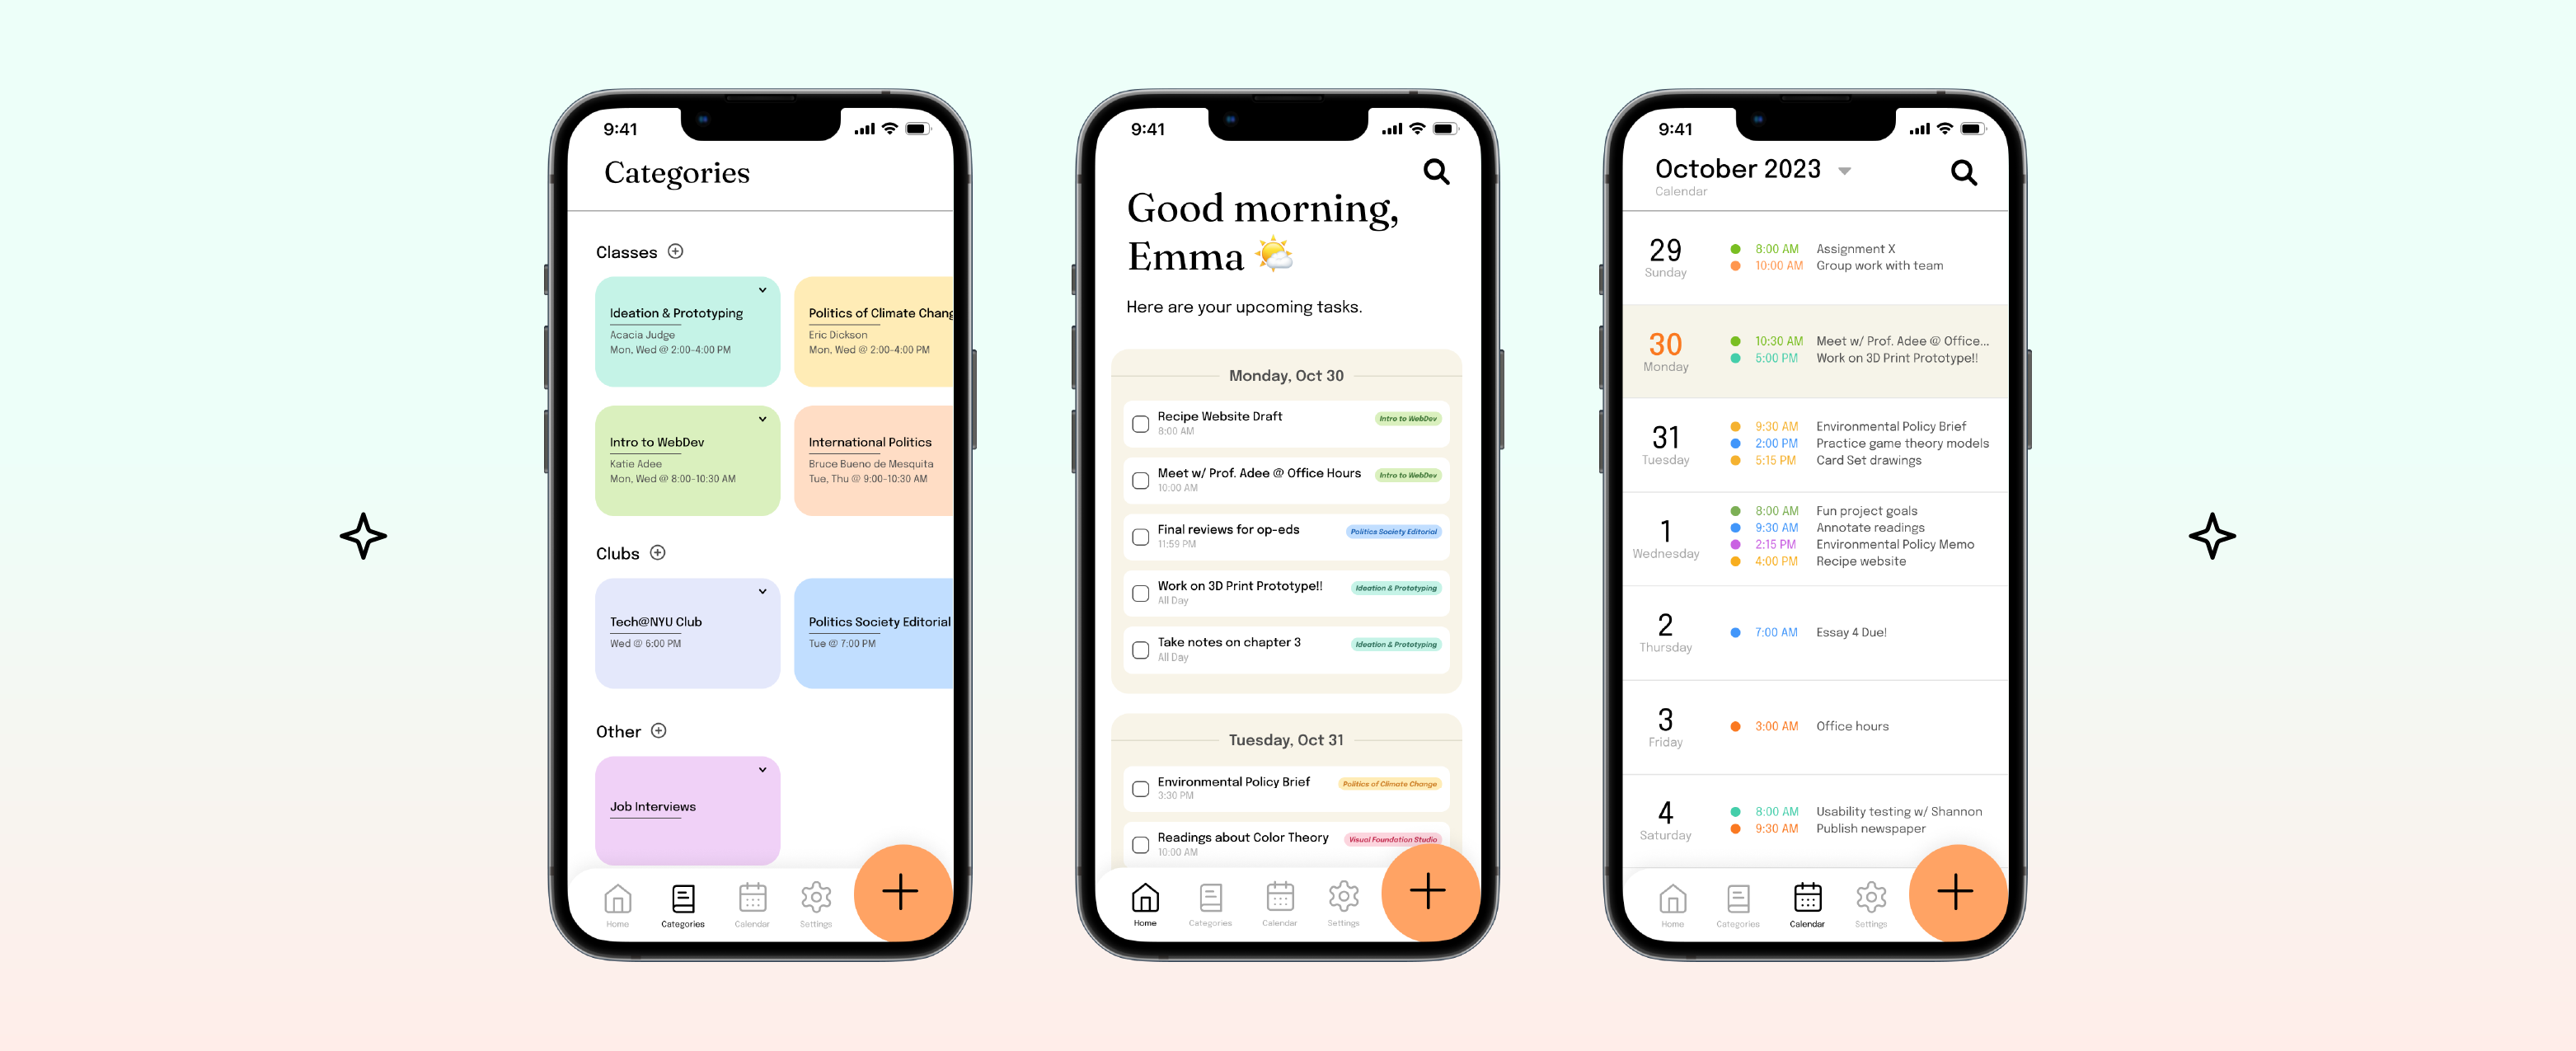 9:41
Categories
Classes
Ideation & Prototyping
Acacia Judge
Mon, Wed @ 2:00-4:00 PM
Politics of Climate Chang
Eric Dickson
Mon, Wed @ 2:00-4:00 PM
Intro to WebDev
Katie Adee
Mon, Wed @ 8:00-10:30 AM
International Politics
Bruce Bueno de Mesquita
Tue, Thu @ 9:00-10:30 AM
Clubs
Tech@NYU Club
Wed @ 6:00 PM
Politics Society Editorial
Tue @ 7:00 PM
Other
Job Interviews
Home
Categories
Calendar
Settings
9:41
Good morning,
Emma
Here are your upcoming tasks.
Monday, Oct 30
Recipe Website Draft
8:00 AM
Intro to WebDev
Meet w/ Prof. Adee @ Office Hours
10:00 AM
Intro to WebDev
Final reviews for op-eds
11:59 PM
Politics Society Editorial
Work on 3D Print Prototype!!
All Day
Ideation & Prototyping
Take notes on chapter 3
All Day
Ideation & Prototyping
Tuesday, Oct 31
Environmental Policy Brief
3:30 PM
Politics of Climate Change
Readings about Color Theory
10:00 AM
Visual Foundation Studio
Home
Categories
Calendar
Settings
9:41
October 2023
Calendar
29
Sunday
8:00 AM Assignment X
10:00 AM Group work with team
30
Monday
10:30 AM Meet w/ Prof. Adee @ Office...
5:00 PM Work on 3D Print Prototype!!
31
Tuesday
9:30 AM Environmental Policy Brief
2:00 PM Practice game theory models
5:15 PM Card Set drawings
1
Wednesday
8:00 AM Fun project goals
9:30 AM Annotate readings
2:15 PM Environmental Policy Memo
4:00 PM Recipe website
2
Thursday
7:00 AM Essay 4 Due!
3
Friday
3:00 AM Office hours
4
Saturday
8:00 AM Usability testing w/ Shannon
9:30 AM Publish newspaper
Home
Categories
Calendar
Settings